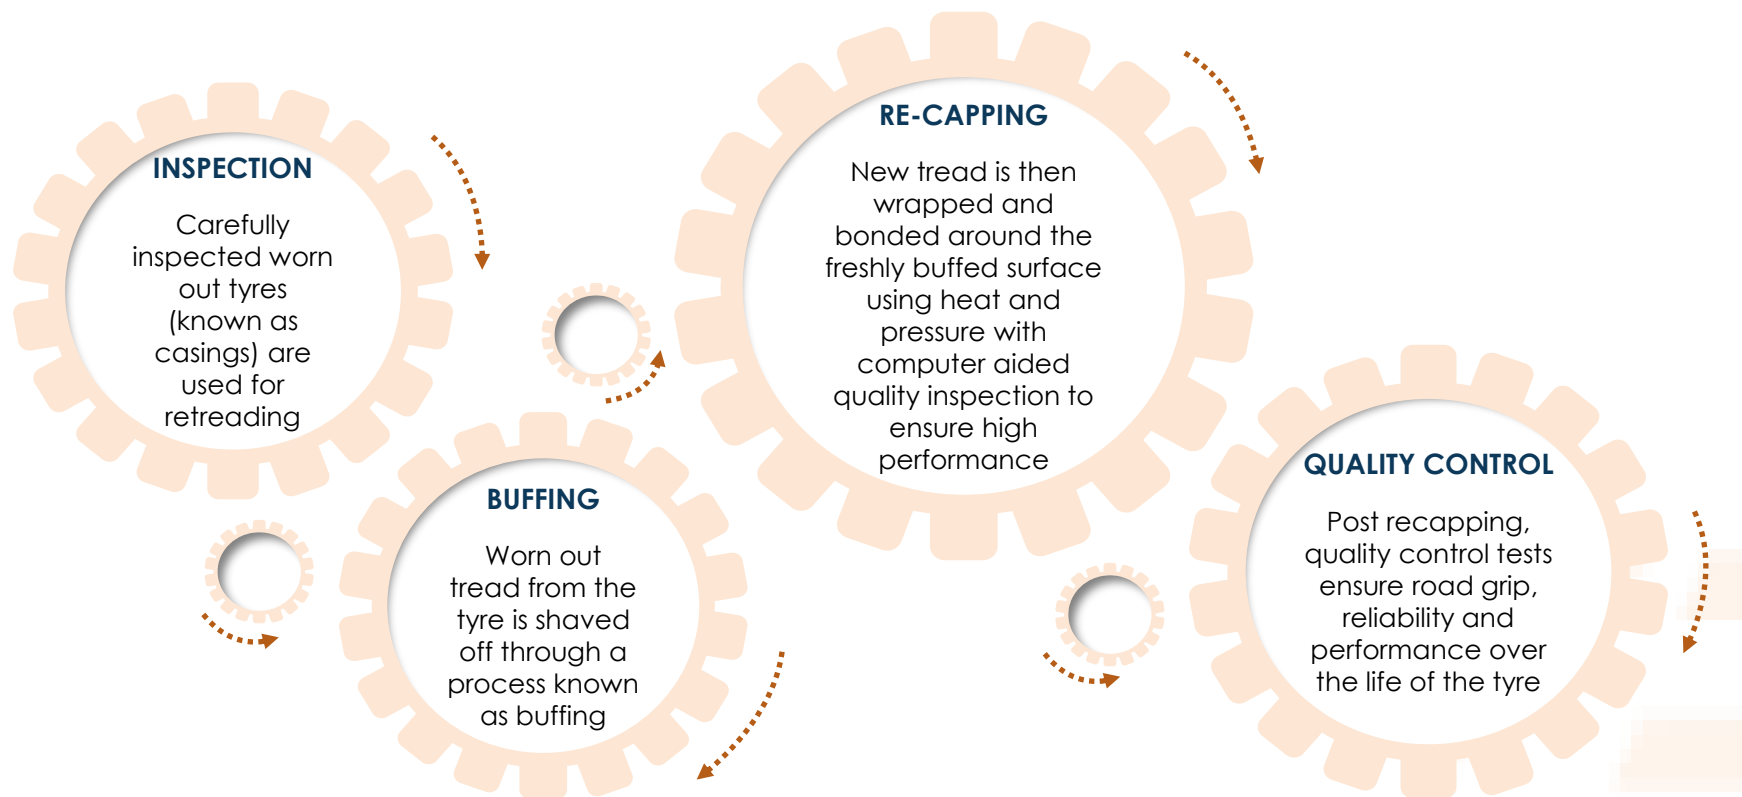 INSPECTION
Carefully
inspected worn
out tyres
(known as
casings) are
used for
retreading
BUFFING
Worn out
tread from the
tyre is shaved
off through a
process known
as buffing
RE-CAPPING
New tread is then
wrapped and
bonded around the
freshly buffed surface
using heat and
pressure with
computer aided
quality inspection to
ensure high
performance
QUALITY CONTROL
Post recapping,
quality control tests
ensure road grip,
reliability and
performance over
the life of the tyre